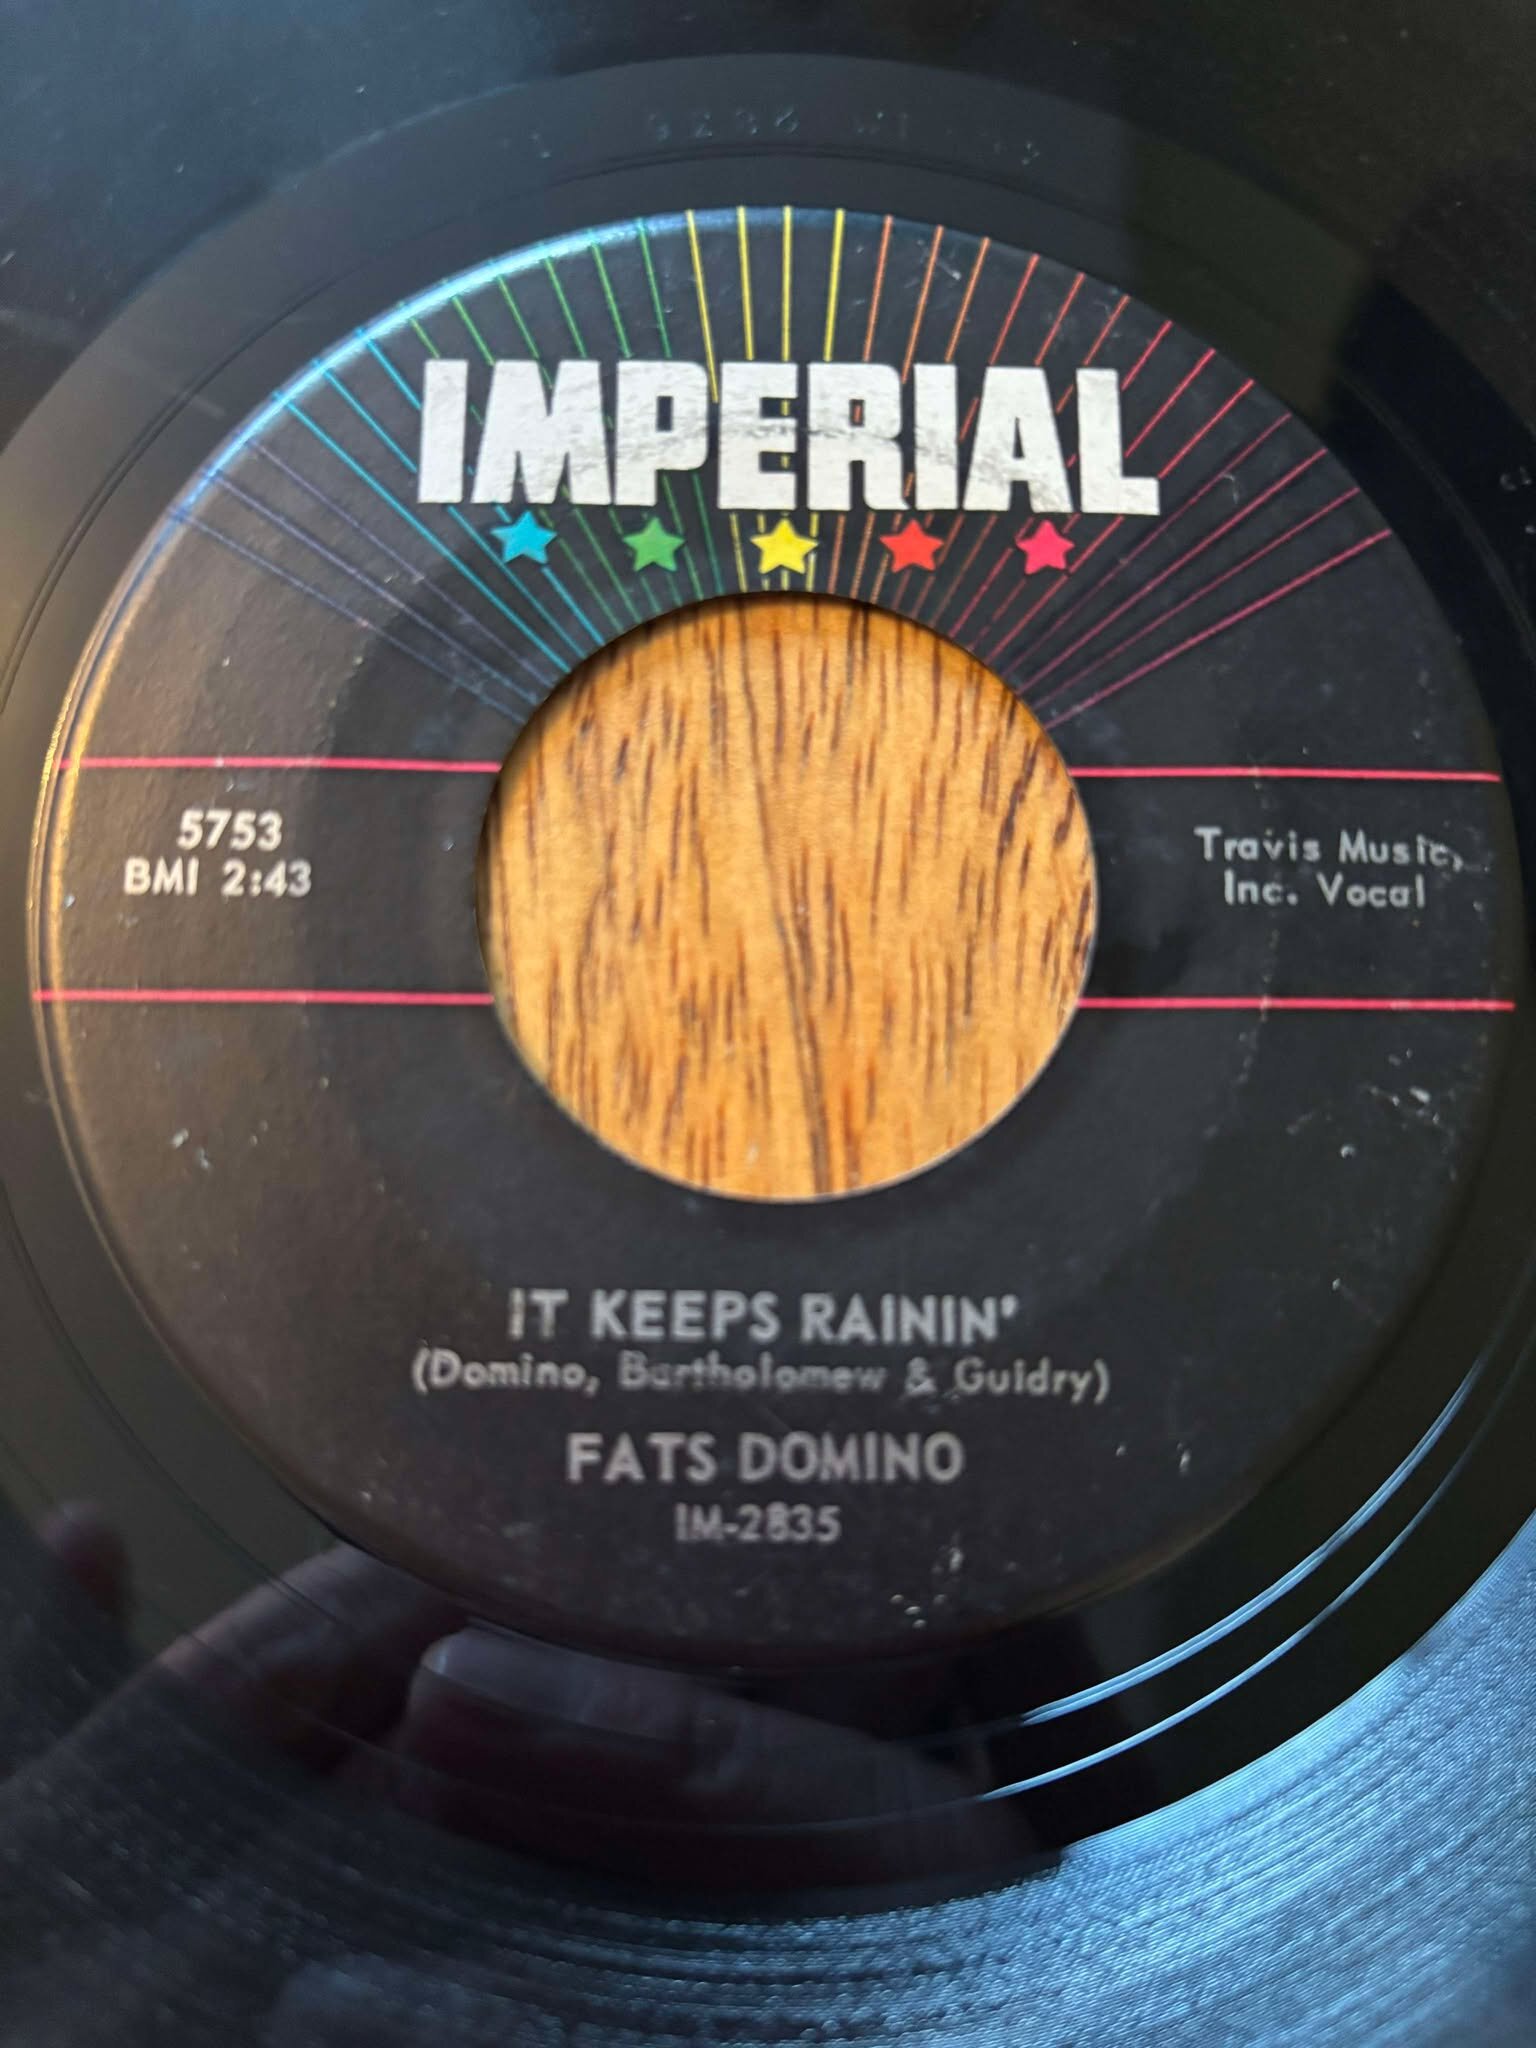 IMPERIAL
5753
BMI 2:43
Travis Music,
Inc. Vocal
IT KEEPS RAININ'
(Domino, Bartholomew & Guidry)
FATS DOMINO
IM-2835